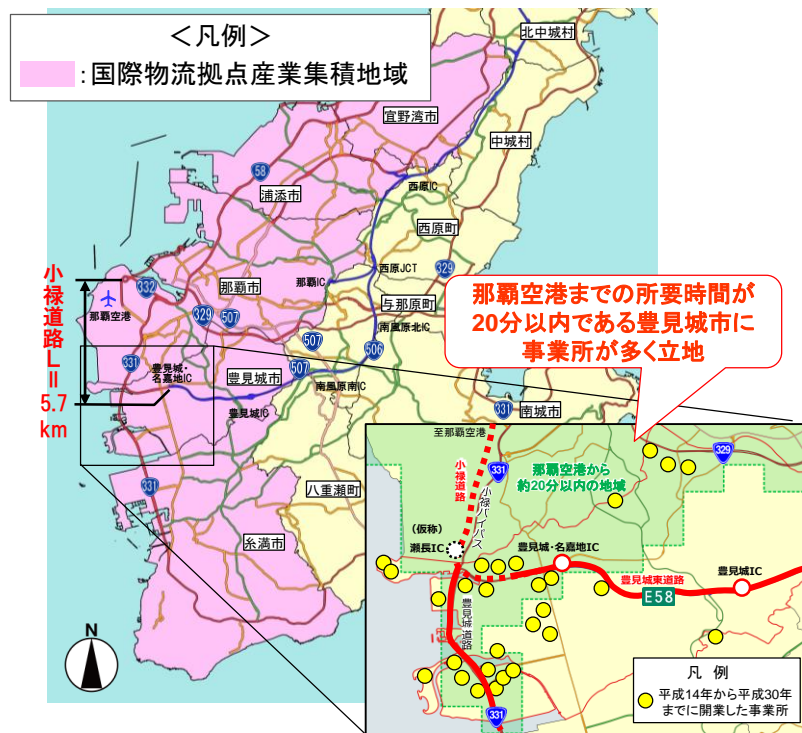 ＜凡例＞
：国際物流拠点産業集積地域
北中城村
宜野湾市
中城村
58
浦添市
西原IC
西原町
329
小禄道路L=5.7km
332
那覇空港
那覇市
那覇IC
西原JCT
329
507
与那原町
南風原北IC
331
豊見城・
名嘉地IC
豊見城市
507
507
506
豊見城IC
南風原南IC
331
南城市
331
八重瀬町
糸満市
N
那覇空港までの所要時間が
20分以内である豊見城市に
事業所が多く立地
至那覇空港
329
331
小禄道路
小禄バイパス
那覇空港から
約20分以内の地域
（仮称）
瀬長IC
豊見城・名嘉地IC
豊見城東道路
豊見城IC
E58
豊見城道路
331
凡 例
平成14年から平成30年
までに開業した事業所